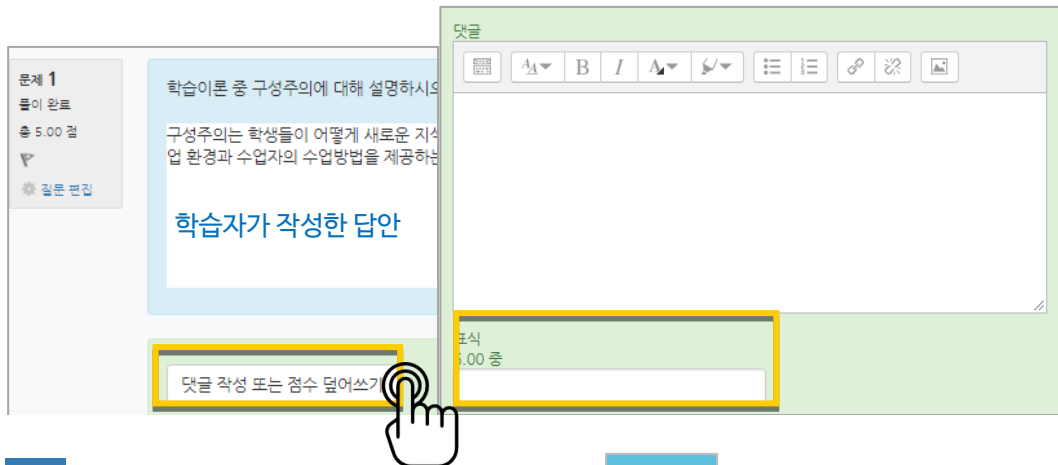 문제 1
풀이 완료
총 5.00 점
질문 편집
학습이론 중 구성주의에 대해 설명하시오
구성주의는 학생들이 어떻게 새로운 지식
업 환경과 수업자의 수업방법을 제공하는
학습자가 작성한 답안
댓글 작성 또는 점수 덮어쓰기
댓글
B I
표식
5.00 중